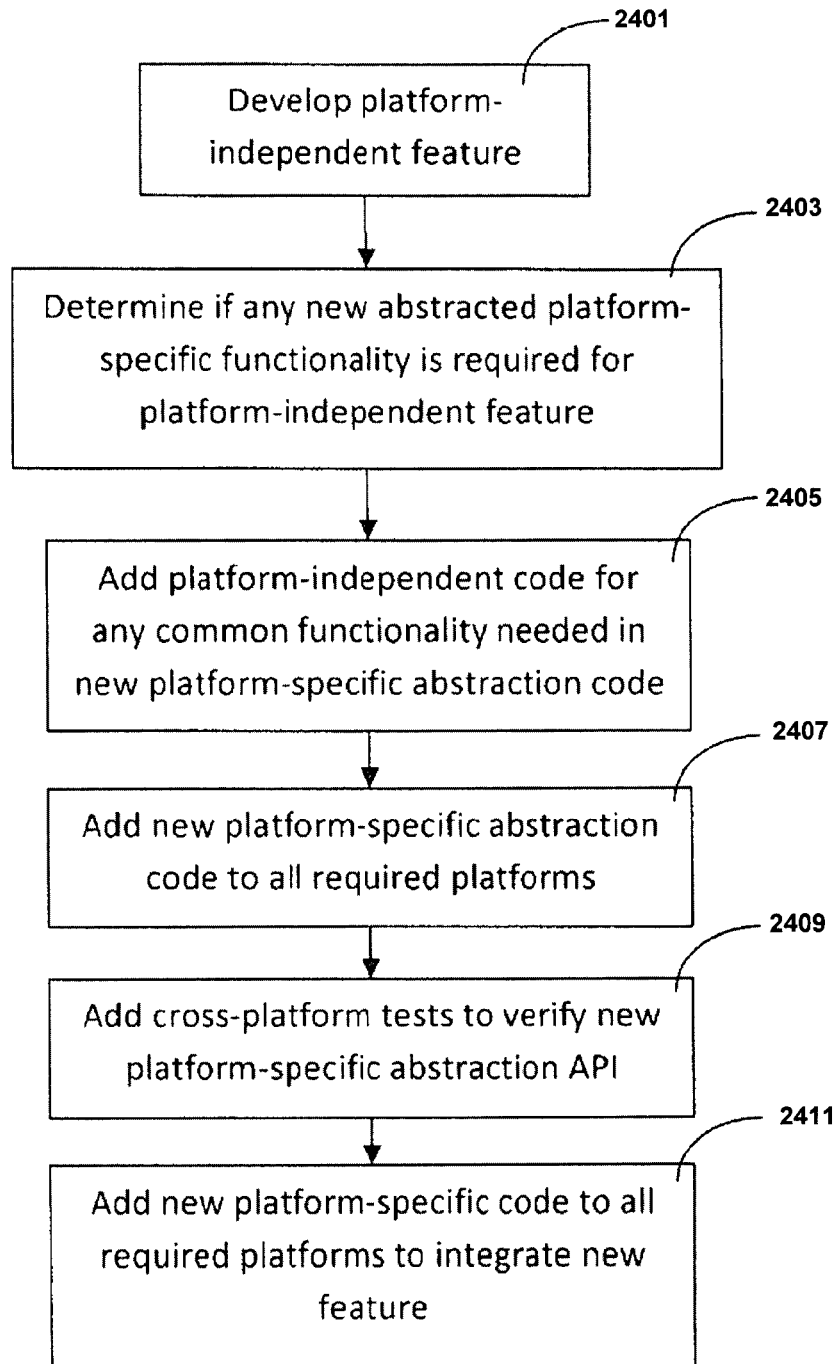 2401
Develop platform-
independent feature
2403
Determine if any new abstracted platform-
specific functionality is required for
platform-independent feature
2405
Add platform-independent code for
any common functionality needed in
new platform-specific abstraction code
2407
Add new platform-specific abstraction
code to all required platforms
2409
Add cross-platform tests to verify new
platform-specific abstraction API
2411
Add new platform-specific code to all
required platforms to integrate new
feature